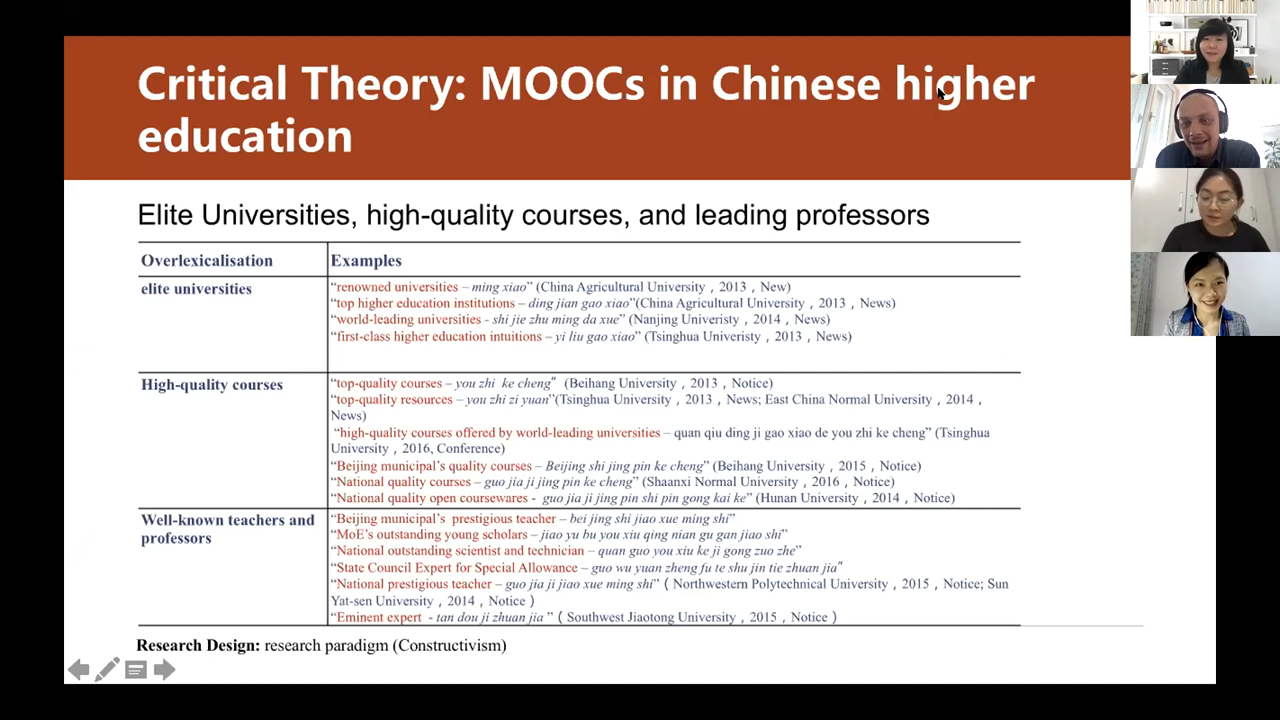 Critical Theory: MOOCs in Chinese higher
education
Elite Universities, high-quality courses, and leading professors
Overlexicalisation Examples
elite universities “renowned universities – ming xiao” (China Agricultural University，2013，New)
“top higher education institutions – ding jian gao xiao”(China Agricultural University，2013，News)
“world-leading universities - shi jie zhu ming da xue” (Nanjing Univeristy，2014，News)
“first-class higher education intuitions – yi liu gao xiao” (Tsinghua Univeristy，2013，News)
High-quality courses “top-quality courses – you zhi ke cheng” (Beihang University，2013，Notice)
“top-quality resources – you zhi zi yuan”(Tsinghua University，2013，News; East China Normal University，2014，
News)
“high-quality courses offered by world-leading universities – quan qiu ding ji gao xiao de you zhi ke cheng” (Tsinghua
University，2016, Conference)
“Beijing municipal’s quality courses – Beijing shi jing pin ke cheng” (Beihang University，2015，Notice)
“National quality courses – guo jia ji jing pin ke cheng” (Shaanxi Normal University，2016，Notice)
“National quality open coursewares - guo jia ji jing pin shi pin gong kai ke” (Hunan University，2014，Notice)
Well-known teachers and “Beijing municipal’s prestigious teacher – bei jing shi jiao xue ming shi”
professors “MoE’s outstanding young scholars – jiao yu bu you xiu qing nian gu gan jiao shi”
“National outstanding scientist and technician – quan guo you xiu ke ji gong zuo zhe”
“State Council Expert for Special Allowance – guo wu yuan zheng fu te shu jin tie zhuan jia”
“National prestigious teacher – guo jia ji jiao xue ming shi”（Northwestern Polytechnical University，2015，Notice; Sun
Yat-sen University，2014，Notice）
“Eminent expert - tan dou ji zhuan jia ”（Southwest Jiaotong University，2015，Notice）
Research Design: research paradigm (Constructivism)